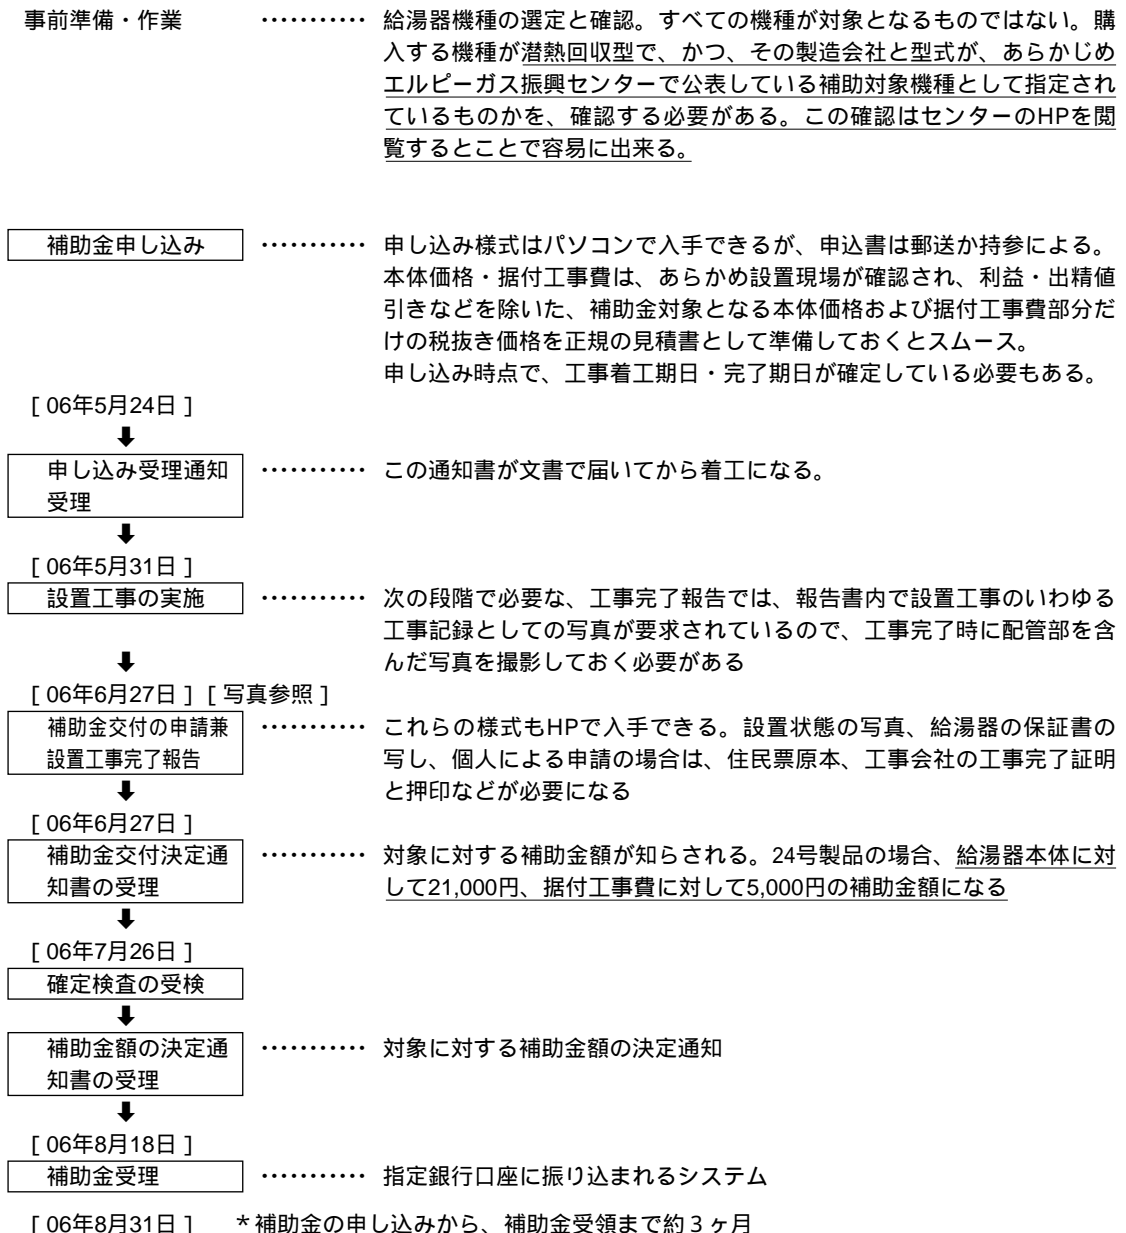 事前準備・作業 ………… 給湯器機種の選定と確認。すべての機種が対象となるものではない。購
入する機種が潜熱回収型で、かつ、その製造会社と型式が、あらかじめ
エルピーガス振興センターで公表している補助対象機種として指定され
ているものかを、確認する必要がある。この確認はセンターのHPを閲
覧するとことで容易に出来る。
補助金申し込み ………… 申し込み様式はパソコンで入手できるが、申込書は郵送か持参による。
本体価格・据付工事費は、あらかめ設置現場が確認され、利益・出精値
引きなどを除いた、補助金対象となる本体価格および据付工事費部分だ
けの税抜き価格を正規の見積書として準備しておくとスムース。
申し込み時点で、工事着工期日・完了期日が確定している必要もある。
[ 06年5月24日 ]
⬇
申し込み受理通知 ………… この通知書が文書で届いてから着工になる。
受理
⬇
[ 06年5月31日 ]
設置工事の実施 ………… 次の段階で必要な、工事完了報告では、報告書内で設置工事のいわゆる
工事記録としての写真が要求されているので、工事完了時に配管部を含
⬇ んだ写真を撮影しておく必要がある
[ 06年6月27日 ] [ 写真参照 ]
補助金交付の申請兼 ………… これらの様式もHPで入手できる。設置状態の写真、給湯器の保証書の
設置工事完了報告 写し、個人による申請の場合は、住民票原本、工事会社の工事完了証明
⬇ と押印などが必要になる
[ 06年6月27日 ]
補助金交付決定通 ………… 対象に対する補助金額が知らされる。24号製品の場合、給湯器本体に対
知書の受理 して21,000円、据付工事費に対して5,000円の補助金額になる
⬇
[ 06年7月26日 ]
確定検査の受検
⬇
補助金額の決定通 ………… 対象に対する補助金額の決定通知
知書の受理
⬇
[ 06年8月18日 ]
補助金受理 ………… 指定銀行口座に振り込まれるシステム
[ 06年8月31日 ] *補助金の申し込みから、補助金受領まで約3ヶ月